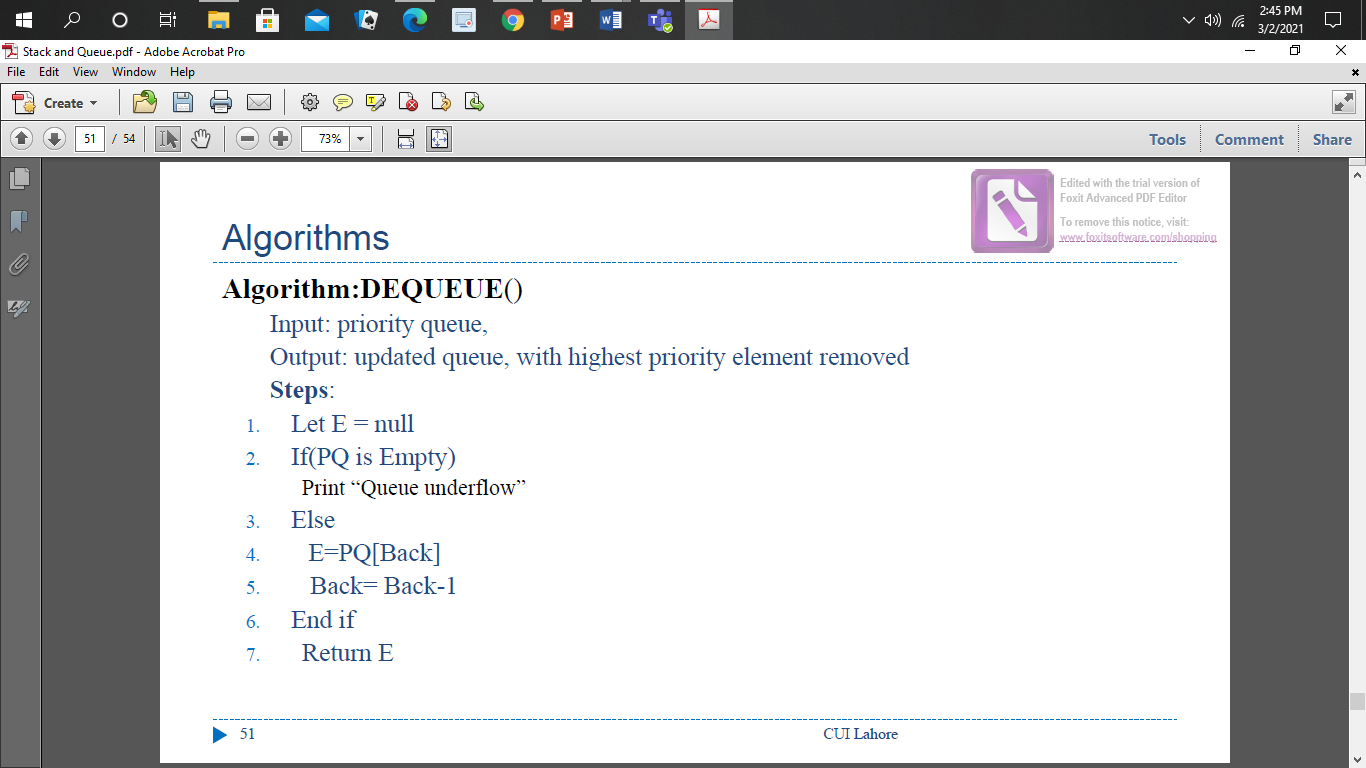 2:45 PM
3/2/2021
Stack and Queue.pdf - Adobe Acrobat Pro
File Edit View Window Help
Create
51 / 54 73% Tools Comment Share
Edited with the trial version of
Foxit Advanced PDF Editor
To remove this notice, visit:
www.foxitsoftware.com/shopping
Algorithms
Algorithm:DEQUEUE()
Input: priority queue,
Output: updated queue, with highest priority element removed
Steps:
1. Let E = null
2. If(PQ is Empty)
Print “Queue underflow”
3. Else
4. E=PQ[Back]
5. Back= Back-1
6. End if
7. Return E
51 CUI Lahore